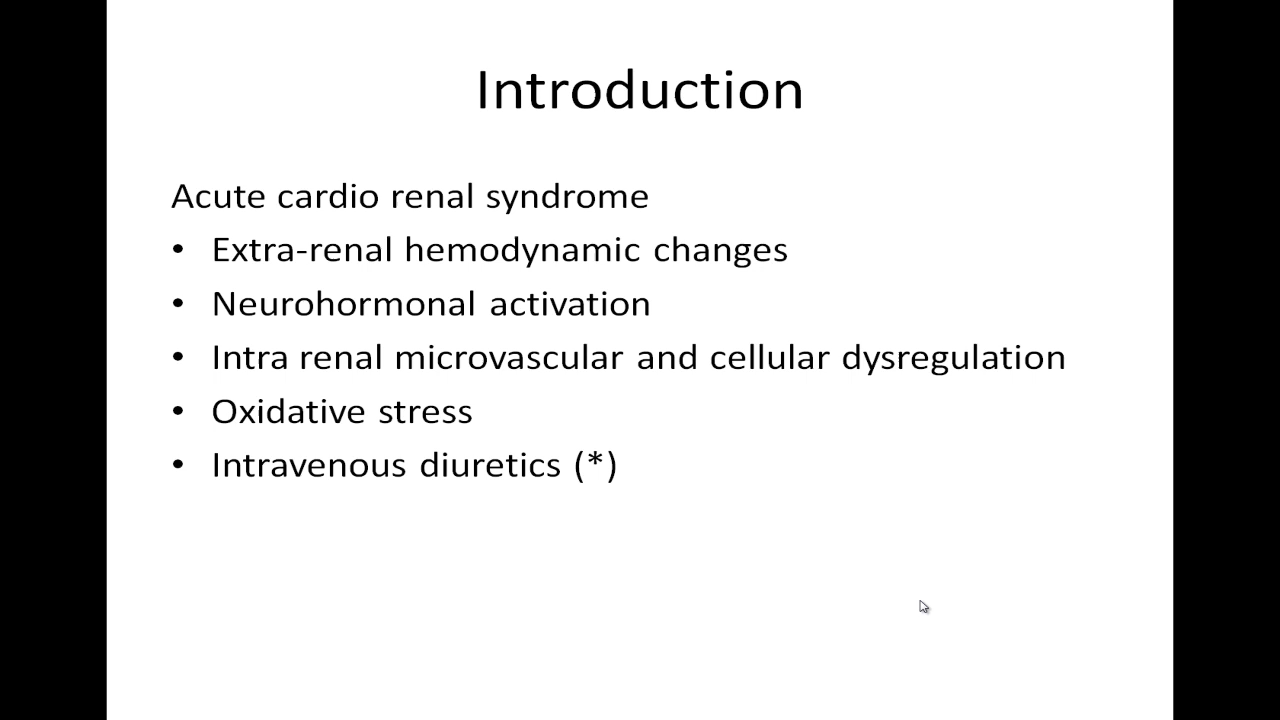 Introduction
Acute cardio renal syndrome
• Extra-renal hemodynamic changes
• Neurohormonal activation
• Intra renal microvascular and cellular dysregulation
• Oxidative stress
• Intravenous diuretics (*)